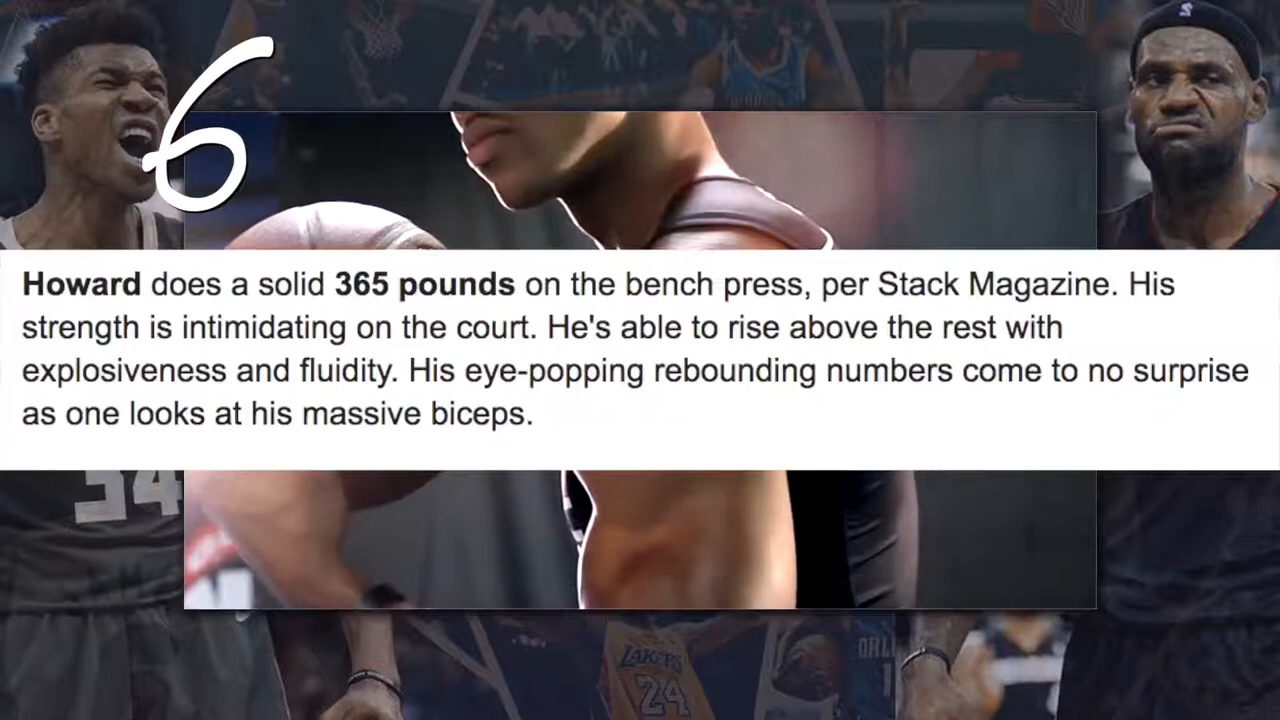 6
Howard does a solid 365 pounds on the bench press, per Stack Magazine. His
strength is intimidating on the court. He's able to rise above the rest with
explosiveness and fluidity. His eye-popping rebounding numbers come to no surprise
as one looks at his massive biceps.
34
LAKERS
24
ORL
1